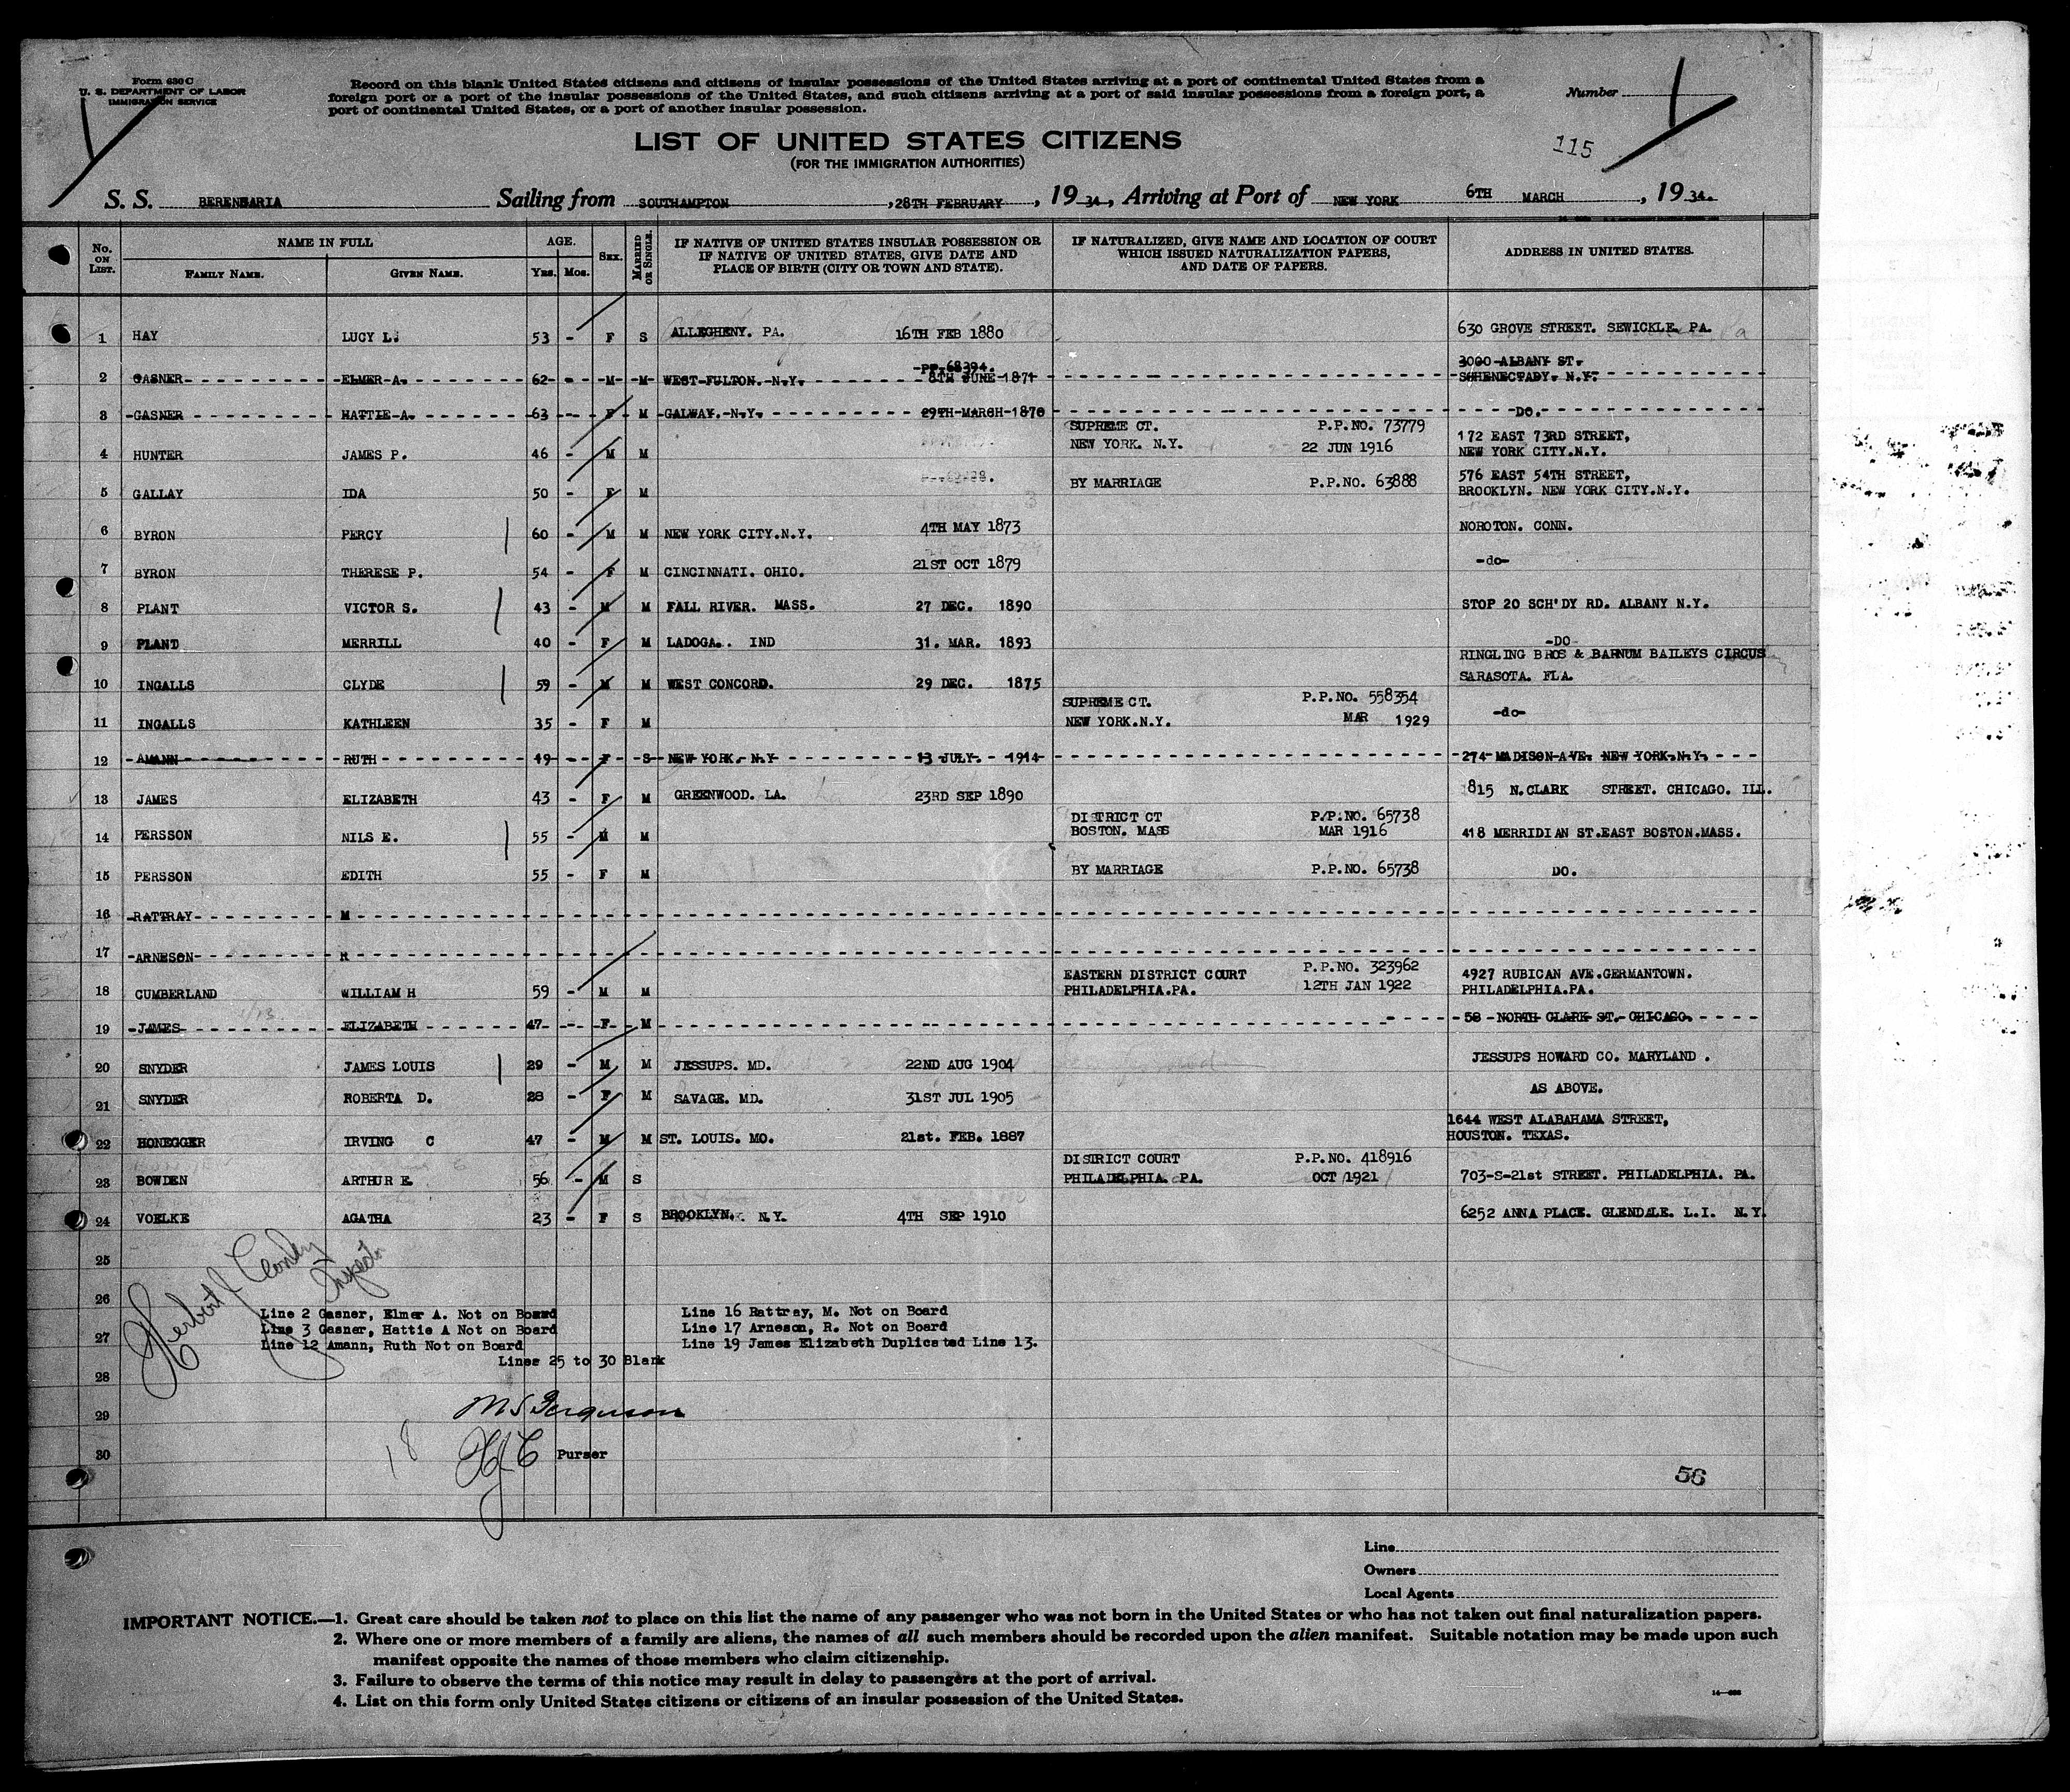 Form 630 C
U. S. DEPARTMENT OF LABOR
IMMIGRATION SERVICE
Record on this blank United States citizens and citizens of insular possessions of the United States arriving at a port of continental United States from a
foreign port or a port of the insular possessions of the United States, and such citizens arriving at a port of said insular possessions from a foreign port, a
port of continental United States, or a port of another insular possession.
Number
115
LIST OF UNITED STATES CITIZENS
(FOR THE IMMIGRATION AUTHORITIES)
S. S. BERENGARIA Sailing from SOUTHAMPTON, 28TH FEBRUARY, 1934, Arriving at Port of NEW YORK 6TH MARCH, 1934.
No. ON LIST. NAME IN FULL FAMILY NAME. GIVEN NAME. AGE. Yrs. Mos. SEX. MARRIED OR SINGLE. IF NATIVE OF UNITED STATES INSULAR POSSESSION OR IF NATIVE OF UNITED STATES, GIVE DATE AND PLACE OF BIRTH (CITY OR TOWN AND STATE). IF NATURALIZED, GIVE NAME AND LOCATION OF COURT WHICH ISSUED NATURALIZATION PAPERS, AND DATE OF PAPERS. ADDRESS IN UNITED STATES.
1 HAY LUCY L. 53 - F S ALLEGHENY. PA. 16TH FEB 1880 630 GROVE STREET. SEWICKLE. PA.
2 GASNER ELMER A. 62 - M M WEST FULTON. N.Y. PP. 68394. 8TH JUNE 1871 3000 ALBANY ST. SCHENECTADY. N.Y.
3 GASNER HATTIE A. 63 - F M GALWAY. N.Y. 29TH MARCH 1870 DO.
4 HUNTER JAMES P. 46 - M M SUPREME CT. NEW YORK. N.Y. P.P.NO. 73779 22 JUN 1916 172 EAST 73RD STREET, NEW YORK CITY.N.Y.
5 GALLAY IDA 50 - F M BY MARRIAGE P.P.NO. 63888 576 EAST 54TH STREET, BROOKLYN. NEW YORK CITY.N.Y.
6 BYRON PERCY 60 - M M NEW YORK CITY.N.Y. 4TH MAY 1873 NOROTON. CONN.
7 BYRON THERESE P. 54 - F M CINCINNATI. OHIO. 21ST OCT 1879 -do-
8 PLANT VICTOR S. 43 - M M FALL RIVER. MASS. 27 DEC. 1890 STOP 20 SCH'DY RD. ALBANY N.Y.
9 PLANT MERRILL 40 - F M LADOGA.. IND 31. MAR. 1893 -DO
10 INGALLS CLYDE 59 - M M WEST CONCORD. 29 DEC. 1875 RINGLING BROS & BARNUM BAILEYS CIRCUS SARASOTA. FLA.
11 INGALLS KATHLEEN 35 - F M SUPREME CT. NEW YORK.N.Y. P.P.NO. 558354 MAR 1929 -do-
12 AMANN RUTH 19 - F S NEW YORK. N.Y 13 JULY. 1914 274 MADISON AVE. NEW YORK.N.Y.
13 JAMES ELIZABETH 43 - F M GREENWOOD. LA. 23RD SEP 1890 815 N.CLARK STREET. CHICAGO. ILL.
14 PERSSON NILS E. 55 - M M DISTRICT CT BOSTON. MASS P.P.NO. 65738 MAR 1916 418 MERRIDIAN ST.EAST BOSTON.MASS.
15 PERSSON EDITH 55 - F M BY MARRIAGE P.P.NO. 65738 DO.
16 RATTRAY M
17 ARNESON R
18 CUMBERLAND WILLIAM H 59 - M M EASTERN DISTRICT COURT PHILADELPHIA.PA. P.P.NO. 323962 12TH JAN 1922 4927 RUBICAN AVE.GERMANTOWN. PHILADELPHIA.PA.
19 JAMES ELIZABETH 47 - F M 58 NORTH CLARK ST. CHICAGO.
20 SNYDER JAMES LOUIS 29 - M M JESSUPS. MD. 22ND AUG 1904 JESSUPS HOWARD CO. MARYLAND .
21 SNYDER ROBERTA D. 28 - F M SAVAGE. MD. 31ST JUL 1905 AS ABOVE.
22 HONEGGER IRVING C 47 - M M ST. LOUIS. MO. 21st. FEB. 1887 1644 WEST ALABAHAMA STREET, HOUSTON. TEXAS.
23 BOWDEN ARTHUR E. 56 - M S DISTRICT COURT PHILADELPHIA. PA. P.P.NO. 418916 OCT 1921 703-S-21st STREET. PHILADELPHIA. PA.
24 VOELKE AGATHA 23 - F S BROOKLYN. N.Y. 4TH SEP 1910 6252 ANNA PLACE. GLENDALE. L.I. N.Y.
25
26
27
28
29
30
Line 2 Gasner, Elmer A. Not on Board
Line 3 Gasner, Hattie A Not on Board
Line 12 Amann, Ruth Not on Board
Line 16 Rattray, M. Not on Board
Line 17 Arneson, R. Not on Board
Line 19 James Elizabeth Duplicated Line 13.
Lines 25 to 30 Blank
M S Ferguson
18
Purser
56
Line
Owners
Local Agents
IMPORTANT NOTICE.—1. Great care should be taken not to place on this list the name of any passenger who was not born in the United States or who has not taken out final naturalization papers.
2. Where one or more members of a family are aliens, the names of all such members should be recorded upon the alien manifest. Suitable notation may be made upon such
manifest opposite the names of those members who claim citizenship.
3. Failure to observe the terms of this notice may result in delay to passengers at the port of arrival.
4. List on this form only United States citizens or citizens of an insular possession of the United States.